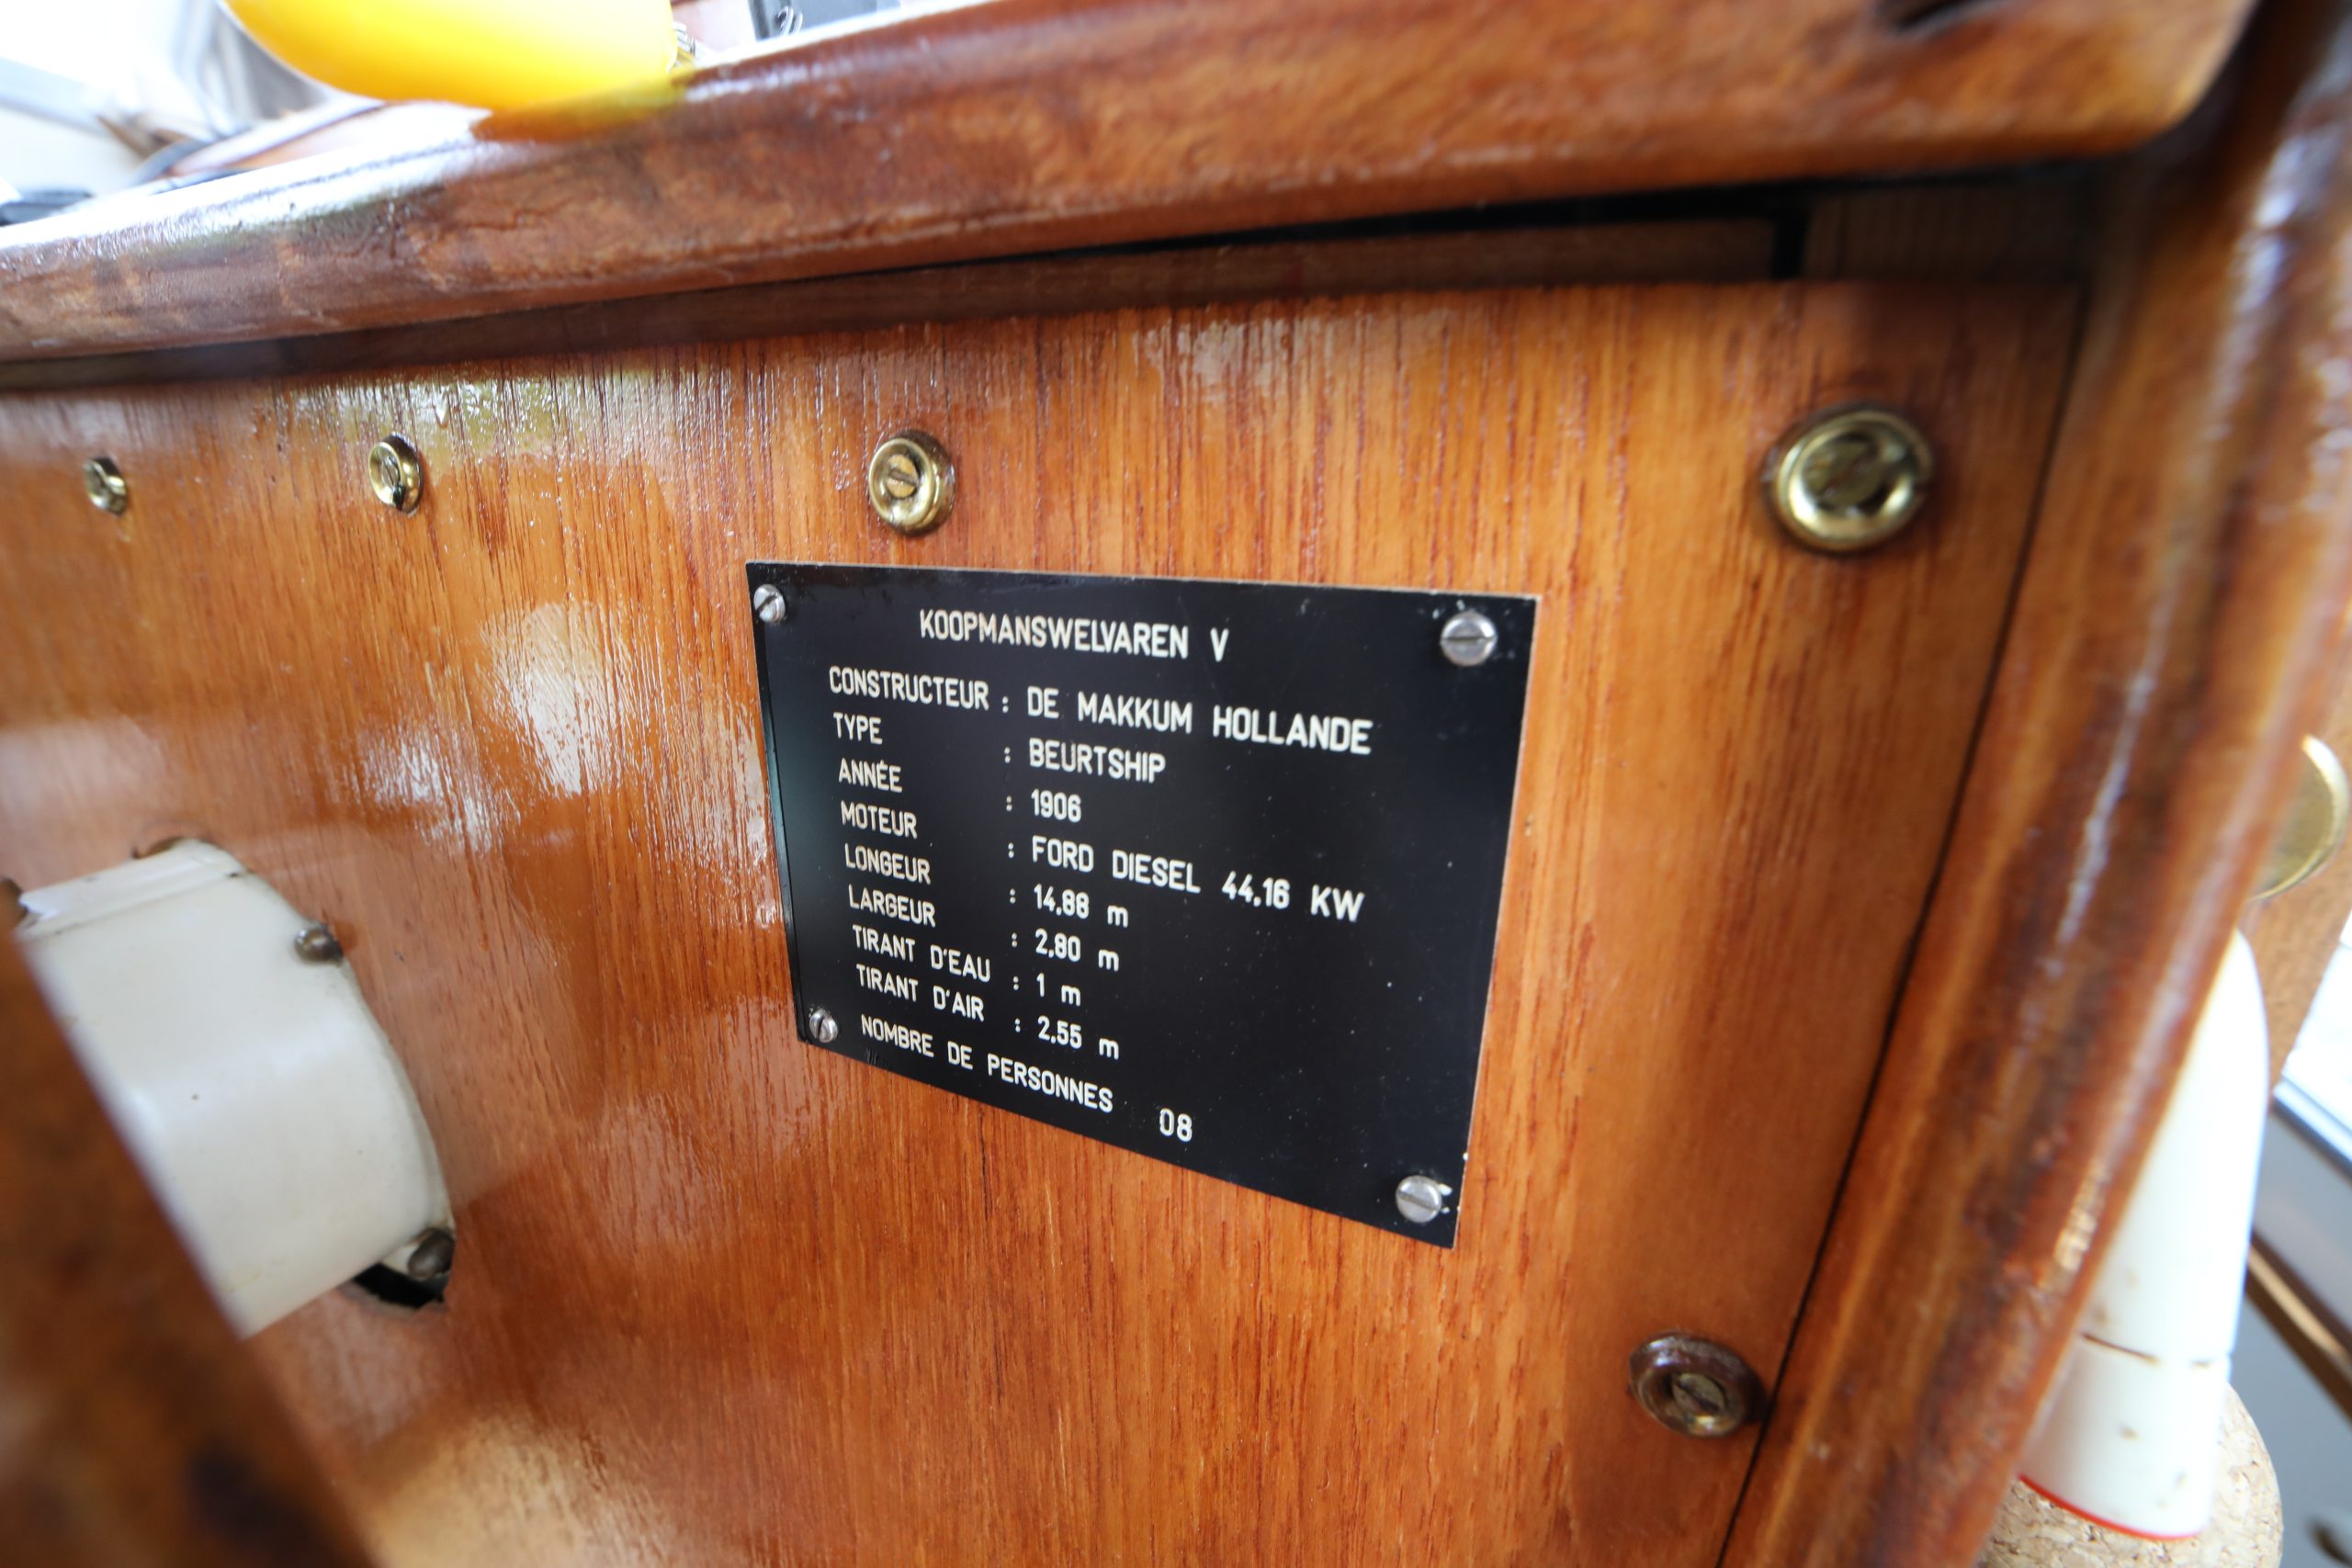 KOOPMANSWELVAREN V
CONSTRUCTEUR : DE MAKKUM HOLLANDE
TYPE : BEURTSHIP
ANNÉE : 1906
MOTEUR : FORD DIESEL 44.16 KW
LONGEUR : 14,88 m
LARGEUR : 2,80 m
TIRANT D'EAU : 1 m
TIRANT D'AIR : 2,55 m
NOMBRE DE PERSONNES 08